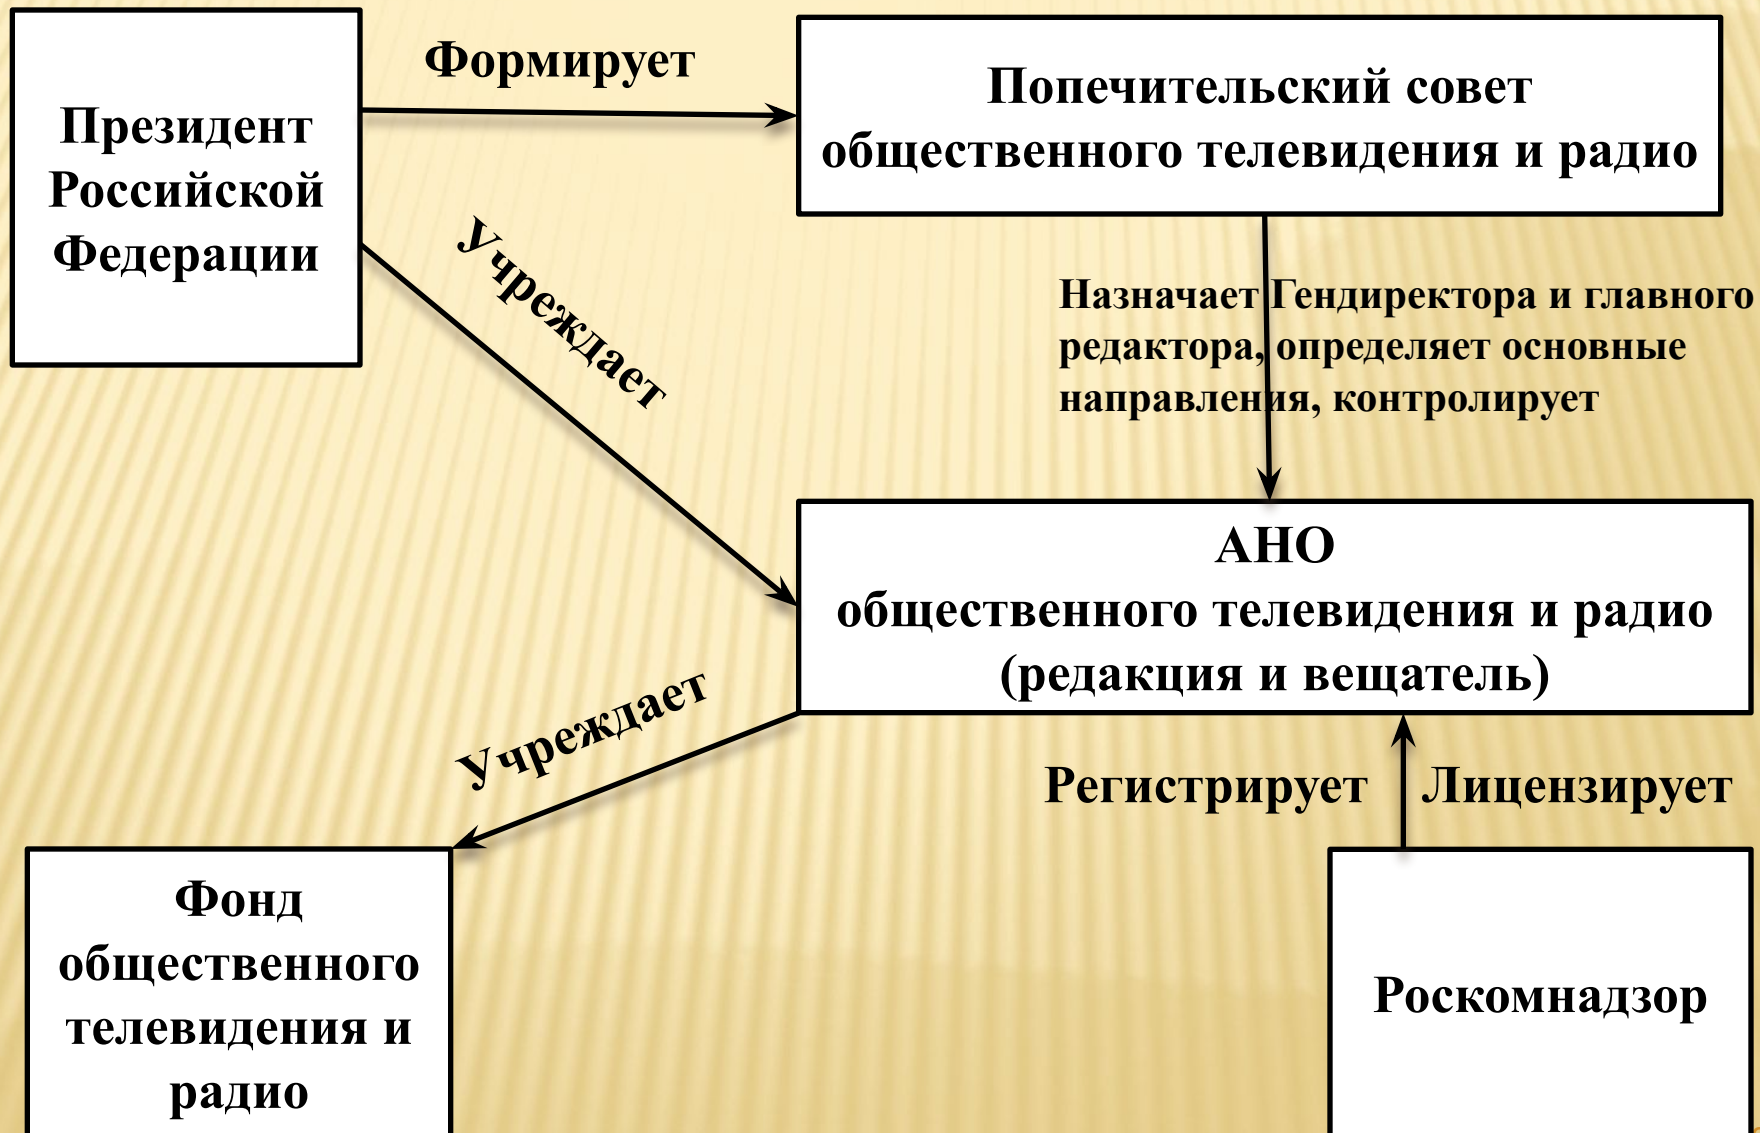 Президент
Российской
Федерации
Формирует
Попечительский совет
общественного телевидения и радио
Учреждает
Назначает Гендиректора и главного
редактора, определяет основные
направления, контролирует
АНО
общественного телевидения и радио
(редакция и вещатель)
Учреждает
Регистрирует
Лицензирует
Фонд
общественного
телевидения и
радио
Роскомнадзор